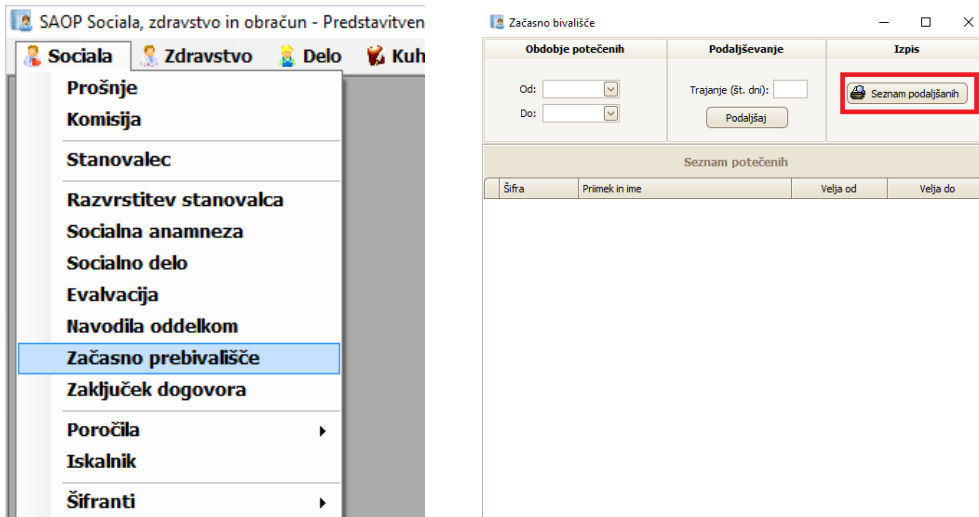 SAOP Sociala, zdravstvo in obračun - Predstavitven
Sociala Zdravstvo Delo Kuh
Prošnje
Komisija
Stanovalec
Razvrstitev stanovalca
Socialna anamneza
Socialno delo
Evalvacija
Navodila oddelkom
Začasno prebivališče
Zaključek dogovora
Poročila
Iskalnik
Šifranti
Začasno bivališče
Obdobje potečenih Podaljševanje Izpis
Od: Trajanje (št. dni): Seznam podaljšanih
Do: Podaljšaj
Seznam potečenih
Šifra Priimek in ime Velja od Velja do